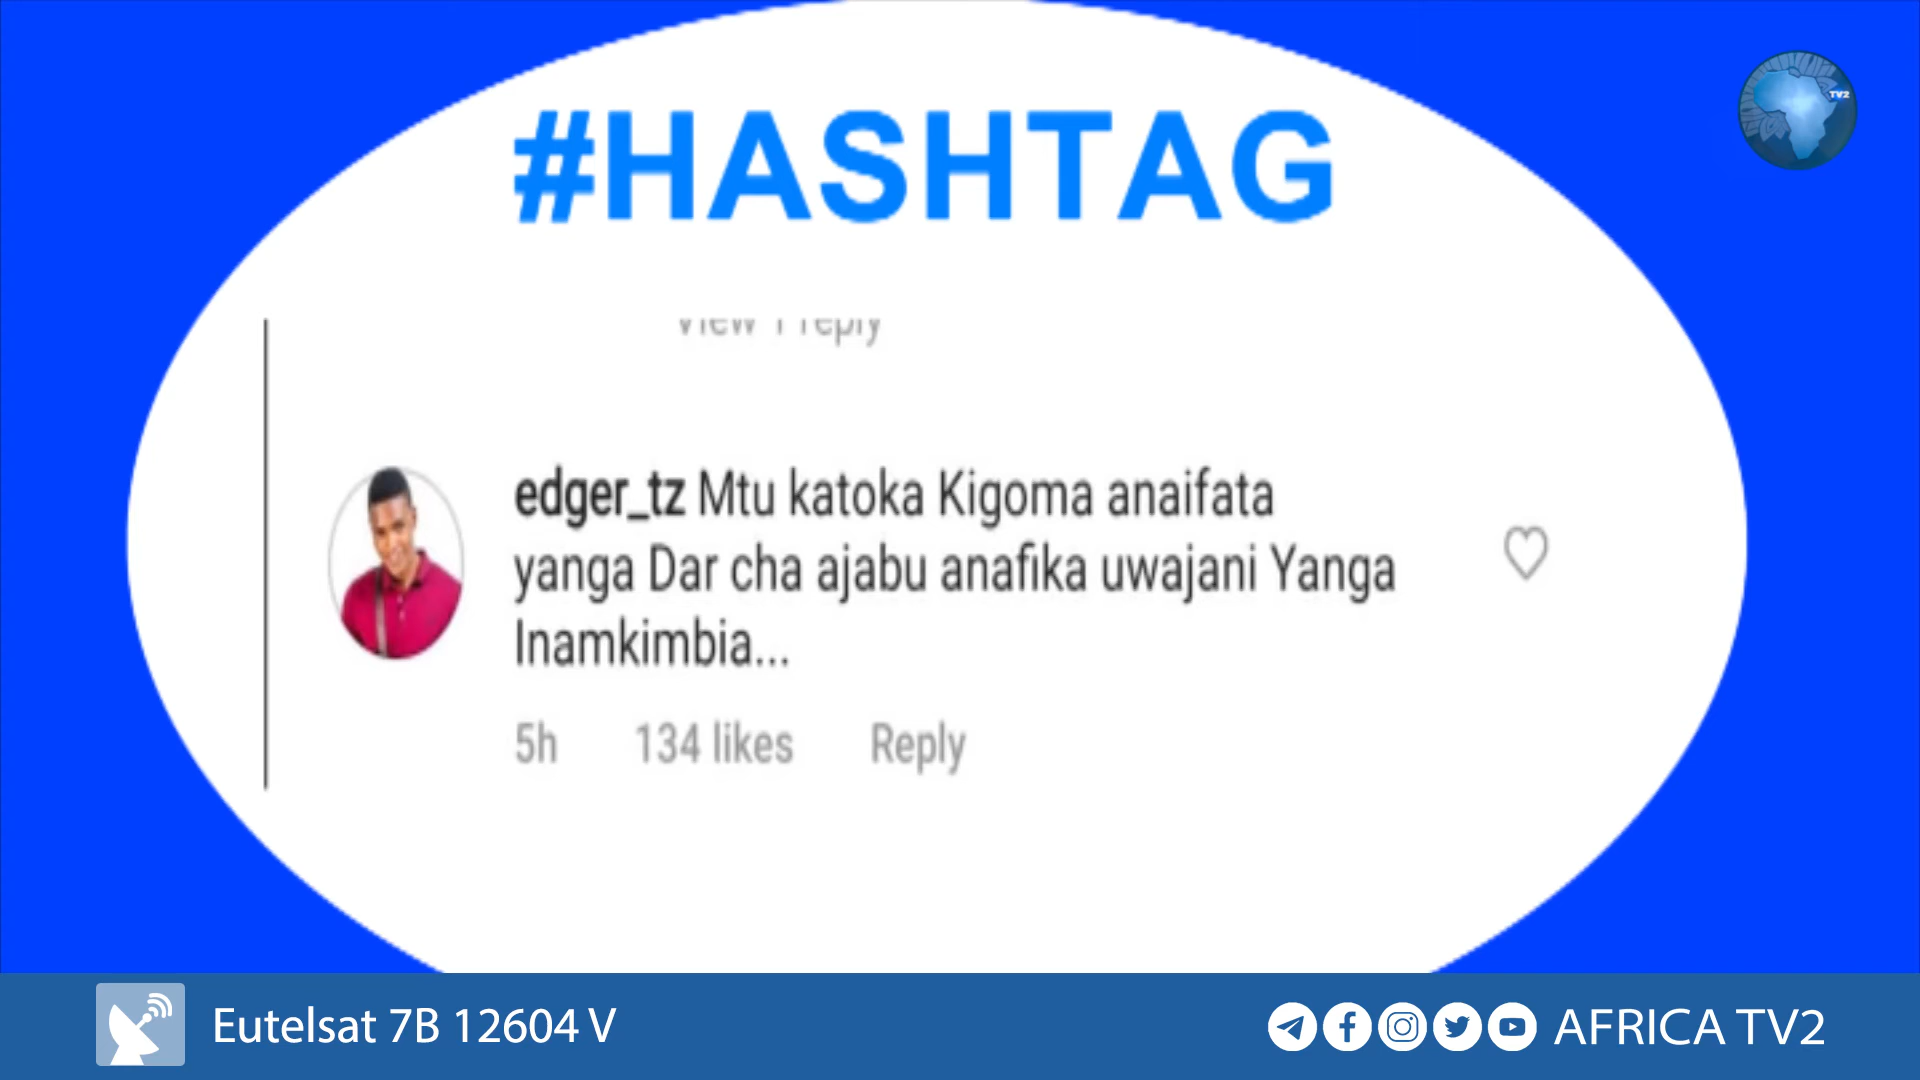 #HASHTAG
TV2
View 1 reply
edger_tz Mtu katoka Kigoma anaifata
yanga Dar cha ajabu anafika uwajani Yanga
Inamkimbia...
5h 134 likes Reply
Eutelsat 7B 12604 V
AFRICA TV2